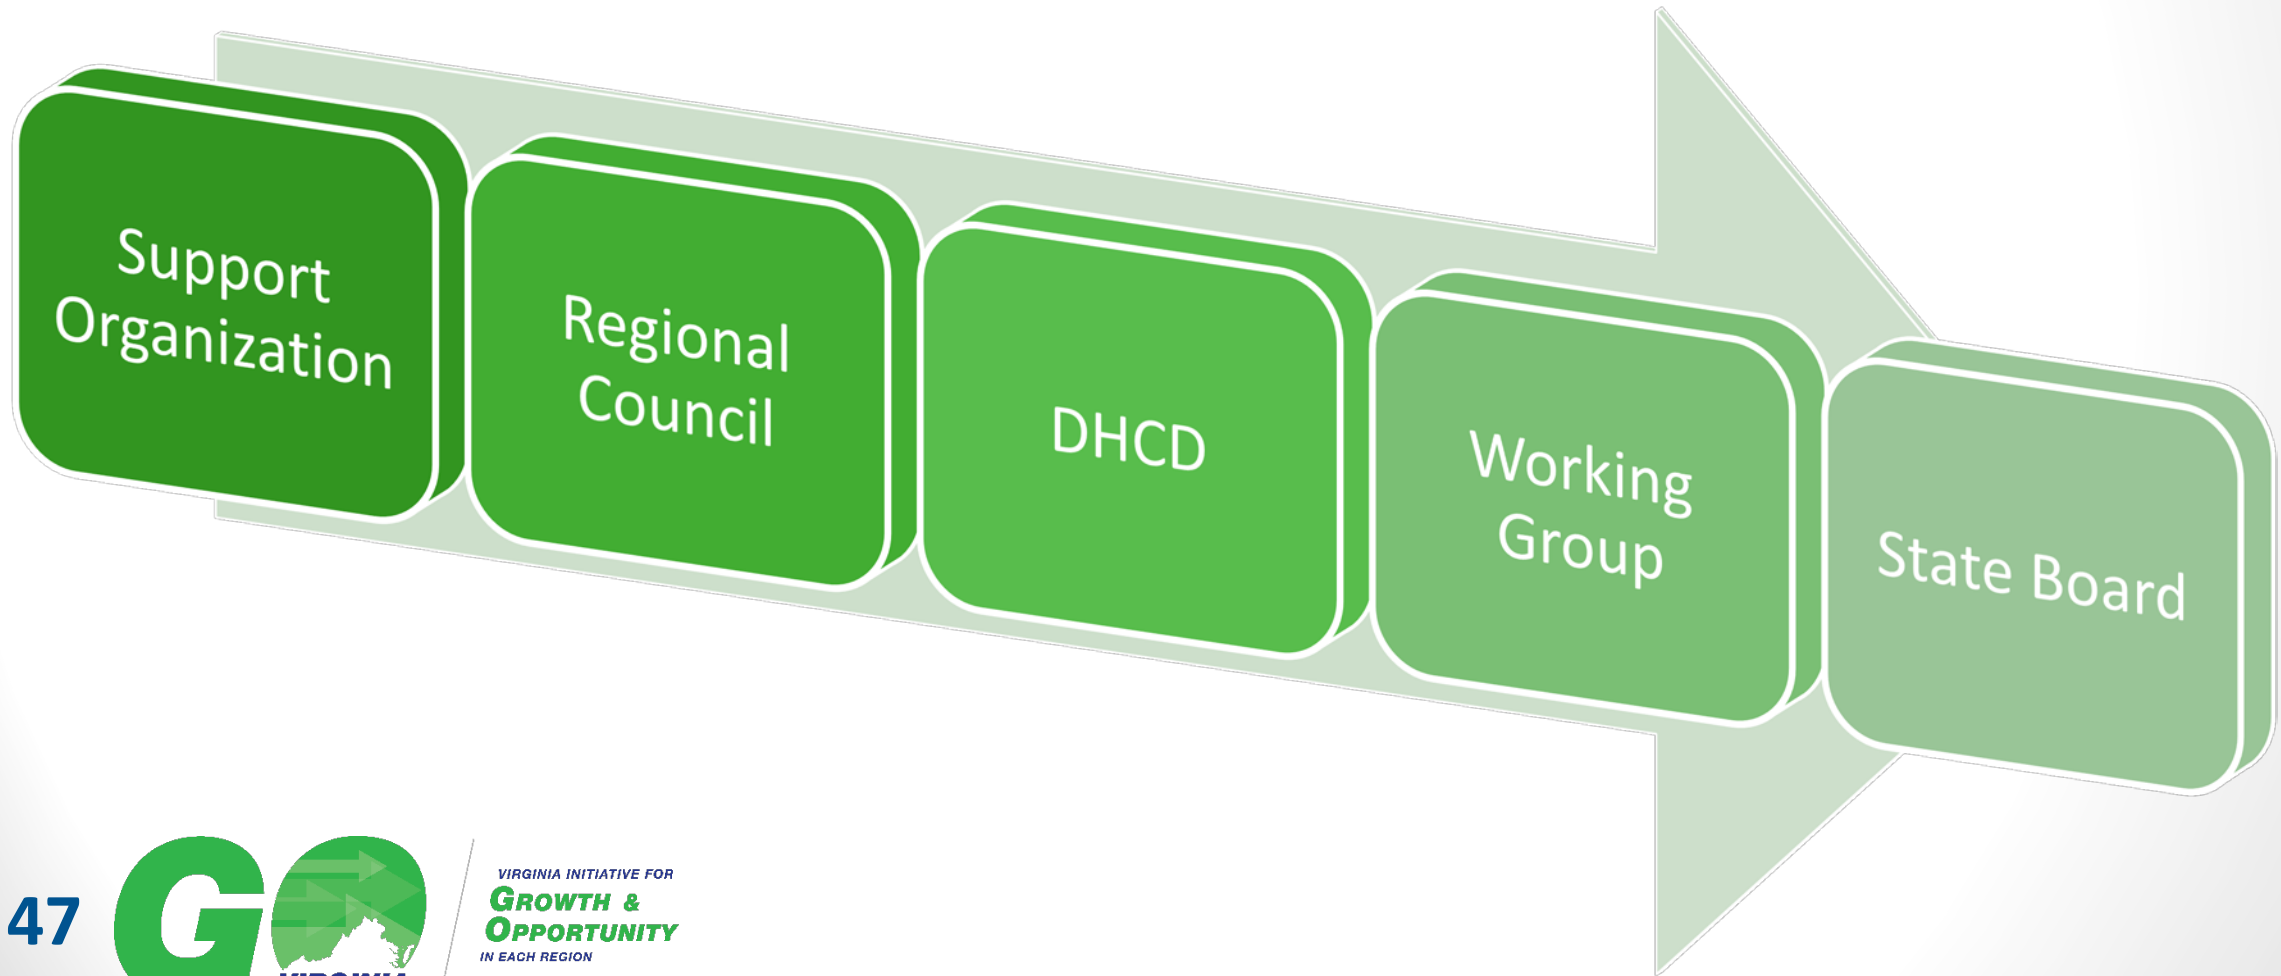 Support
Organization
Regional
Council
DHCD
Working
Group
State Board
47
GO
VIRGINIA
VIRGINIA INITIATIVE FOR
GROWTH &
OPPORTUNITY
IN EACH REGION